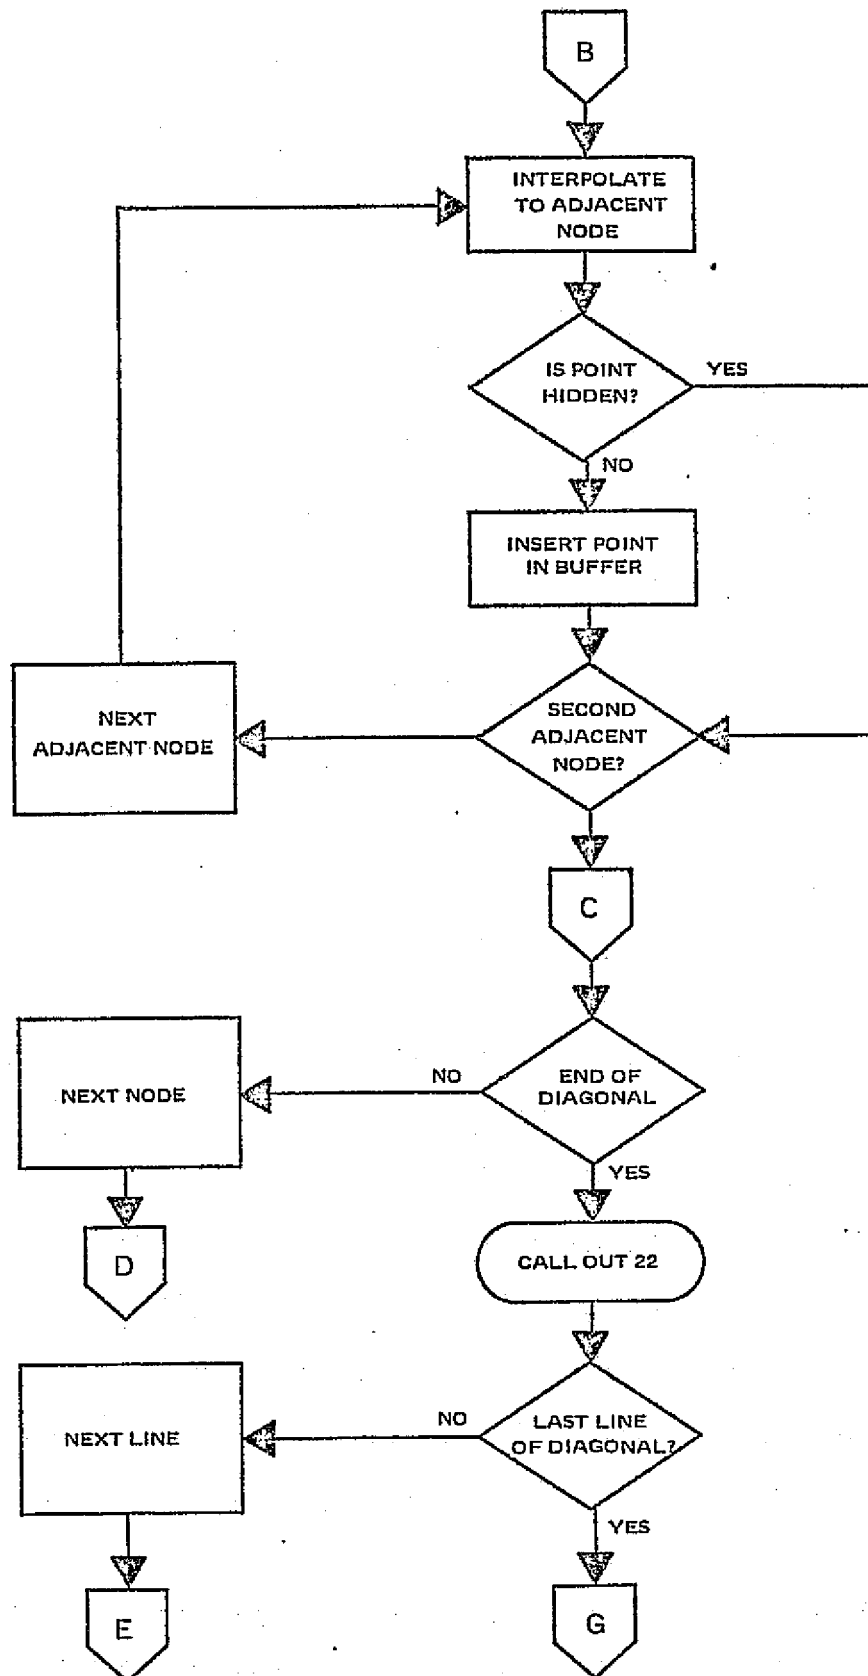 B
INTERPOLATE
TO ADJACENT
NODE
IS POINT
HIDDEN?
YES
NO
INSERT POINT
IN BUFFER
NEXT
ADJACENT NODE
SECOND
ADJACENT
NODE?
C
NEXT NODE
NO
END OF
DIAGONAL
YES
D
CALL OUT 22
NEXT LINE
NO
LAST LINE
OF DIAGONAL?
YES
E
G